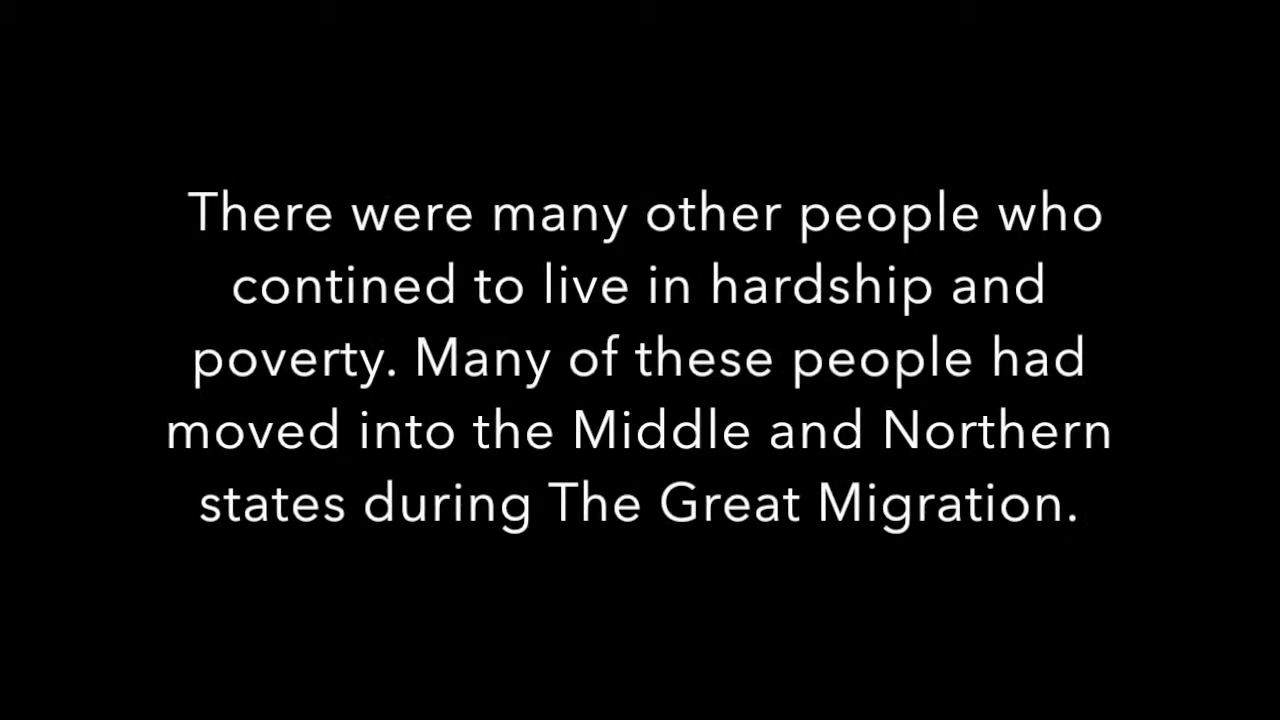 There were many other people who
contined to live in hardship and
poverty. Many of these people had
moved into the Middle and Northern
states during The Great Migration.